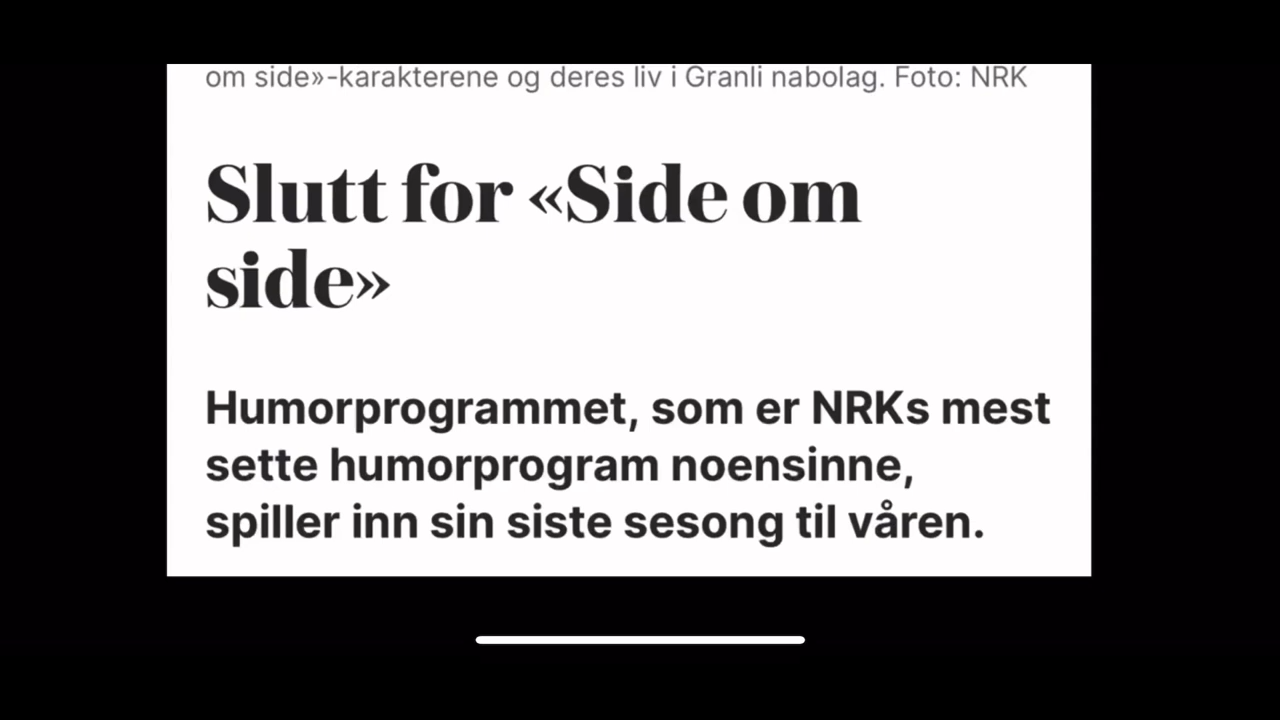 om side»-karakterene og deres liv i Granli nabolag. Foto: NRK
Slutt for «Side om
side»
Humorprogrammet, som er NRKs mest
sette humorprogram noensinne,
spiller inn sin siste sesong til våren.